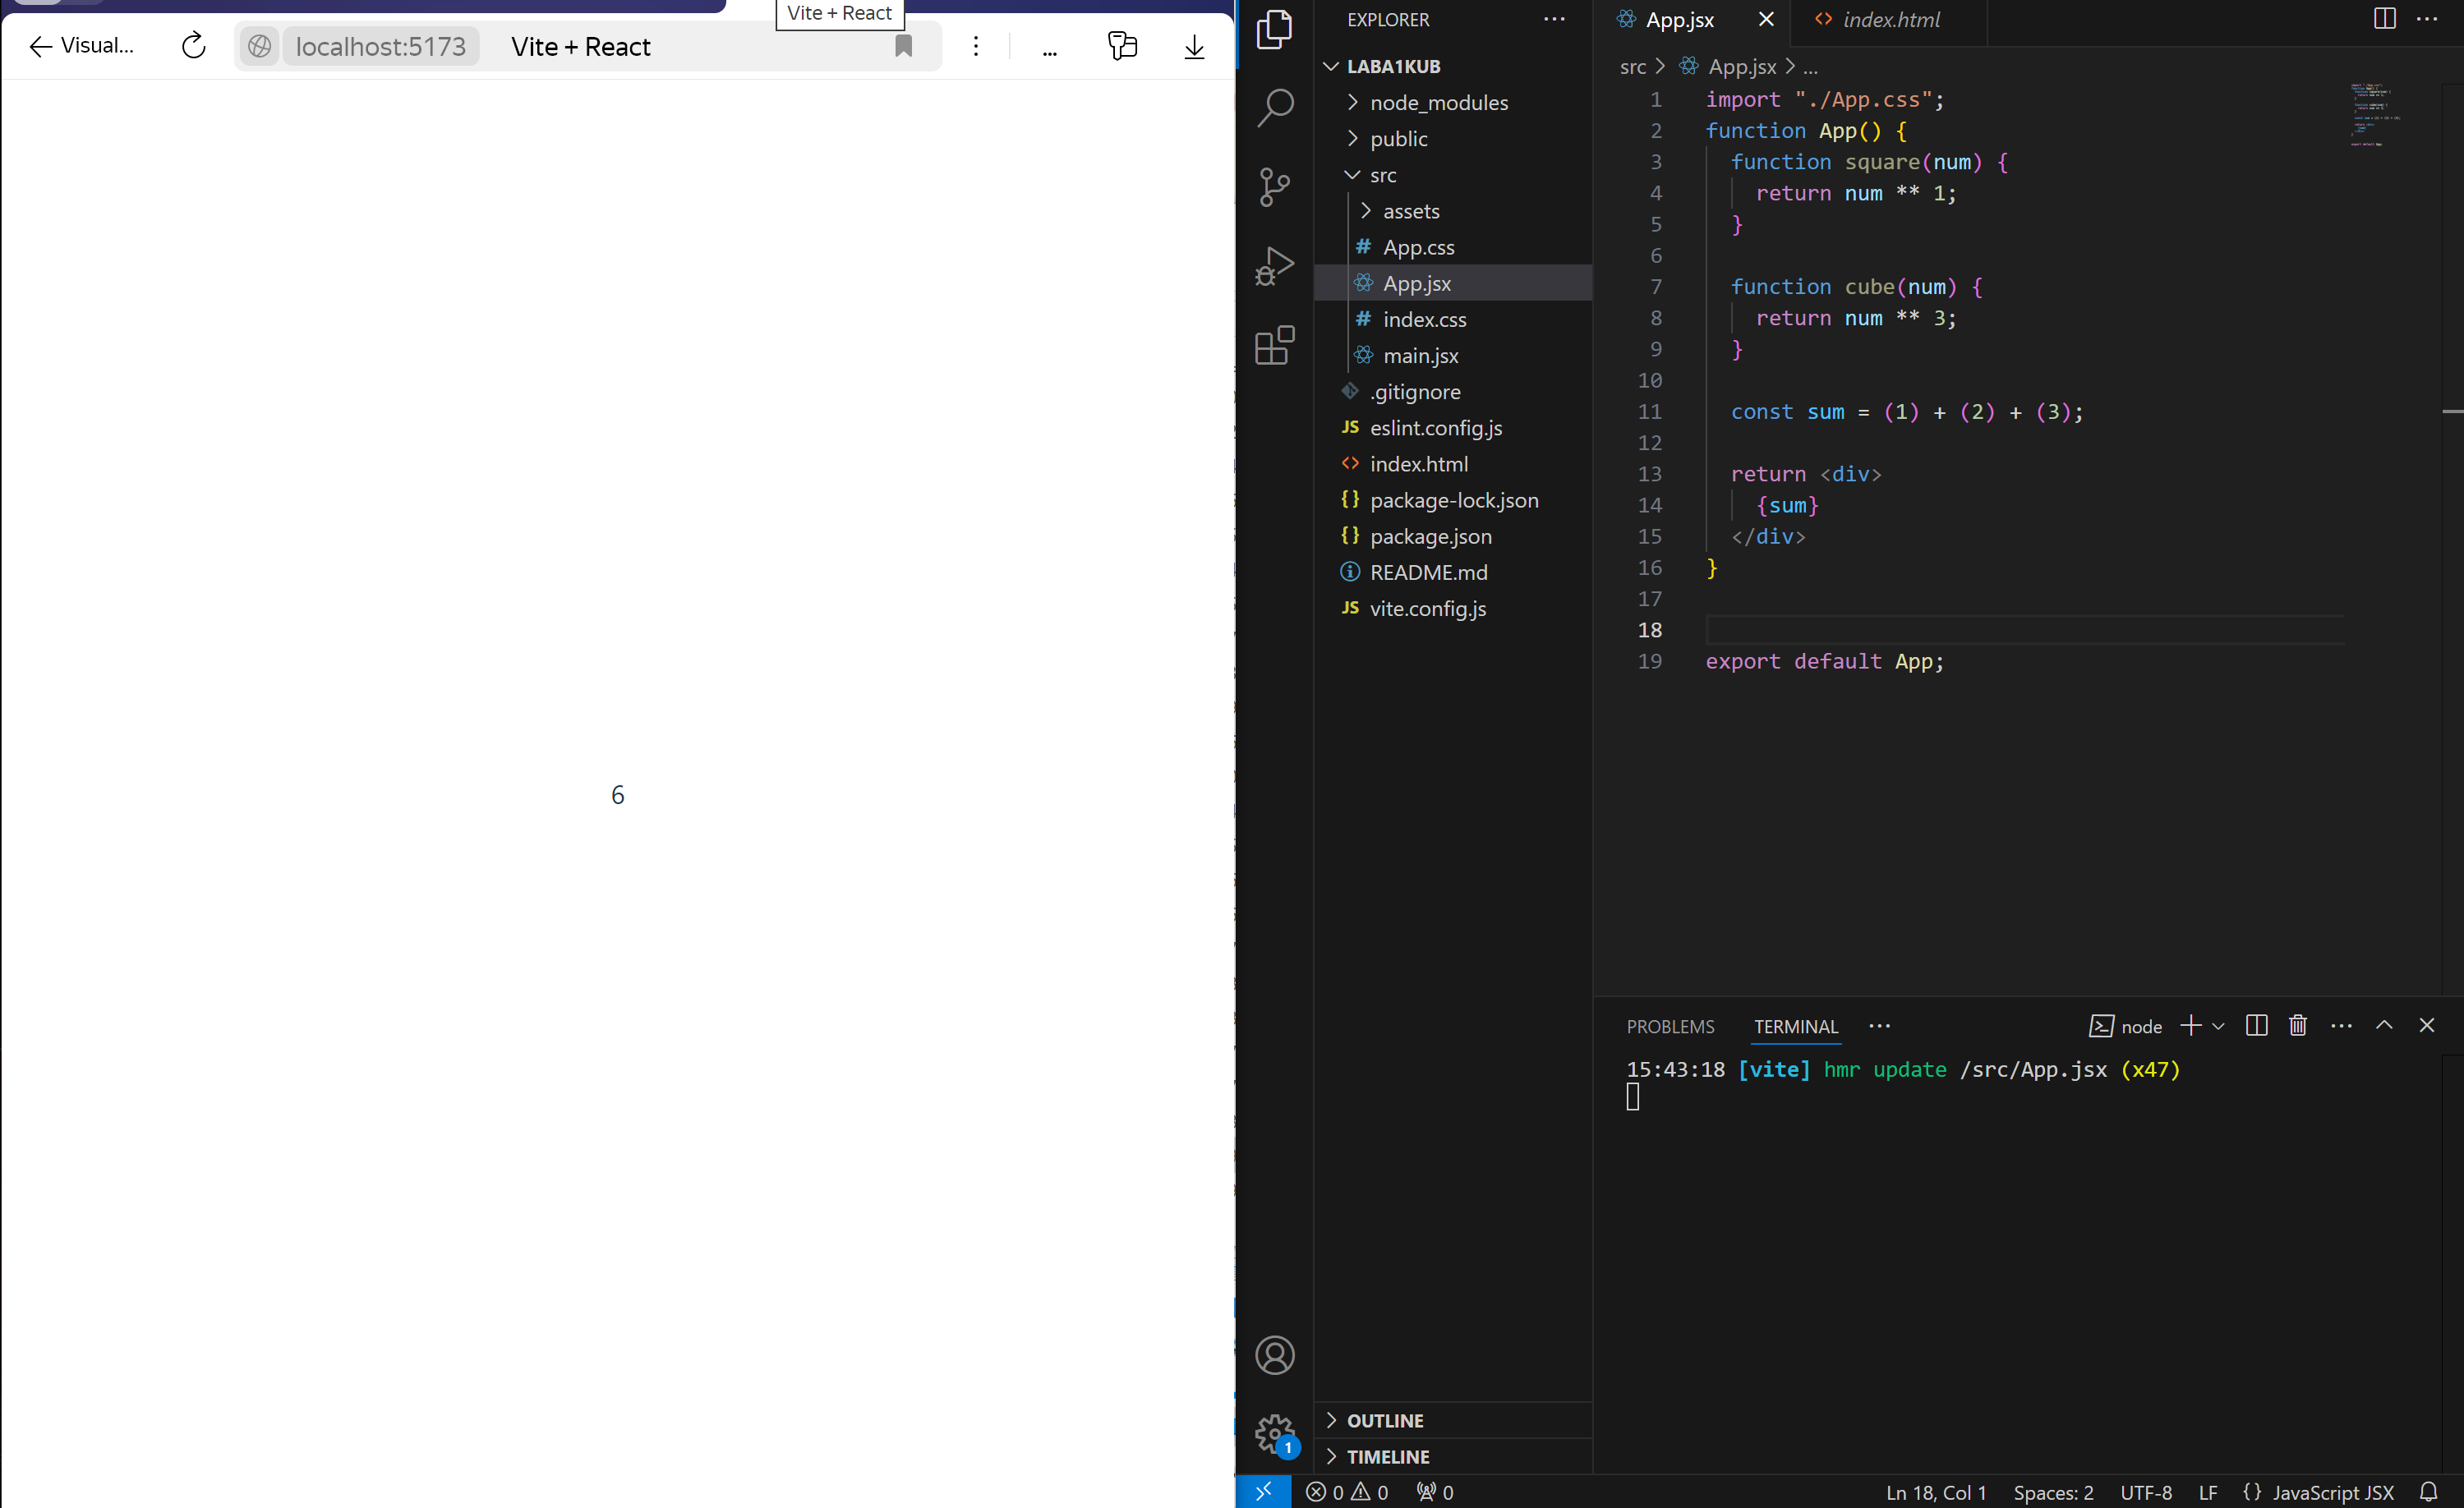 Vite + React
Visual...
localhost:5173
Vite + React
...
EXPLORER
LABA1KUB
node_modules
public
src
assets
# App.css
App.jsx
# index.css
main.jsx
.gitignore
JS eslint.config.js
<> index.html
{} package-lock.json
{} package.json
README.md
JS vite.config.js
OUTLINE
TIMELINE
1
App.jsx
<> index.html
src > App.jsx > ...
1 import "./App.css";
2 function App() {
3 function square(num) {
4 return num ** 1;
5 }
6
7 function cube(num) {
8 return num ** 3;
9 }
10
11 const sum = (1) + (2) + (3);
12
13 return <div>
14 {sum}
15 </div>
16 }
17
18
19 export default App;
6
PROBLEMS TERMINAL
node
15:43:18 [vite] hmr update /src/App.jsx (x47)
0 0 0
Ln 18, Col 1 Spaces: 2 UTF-8 LF {} JavaScript JSX